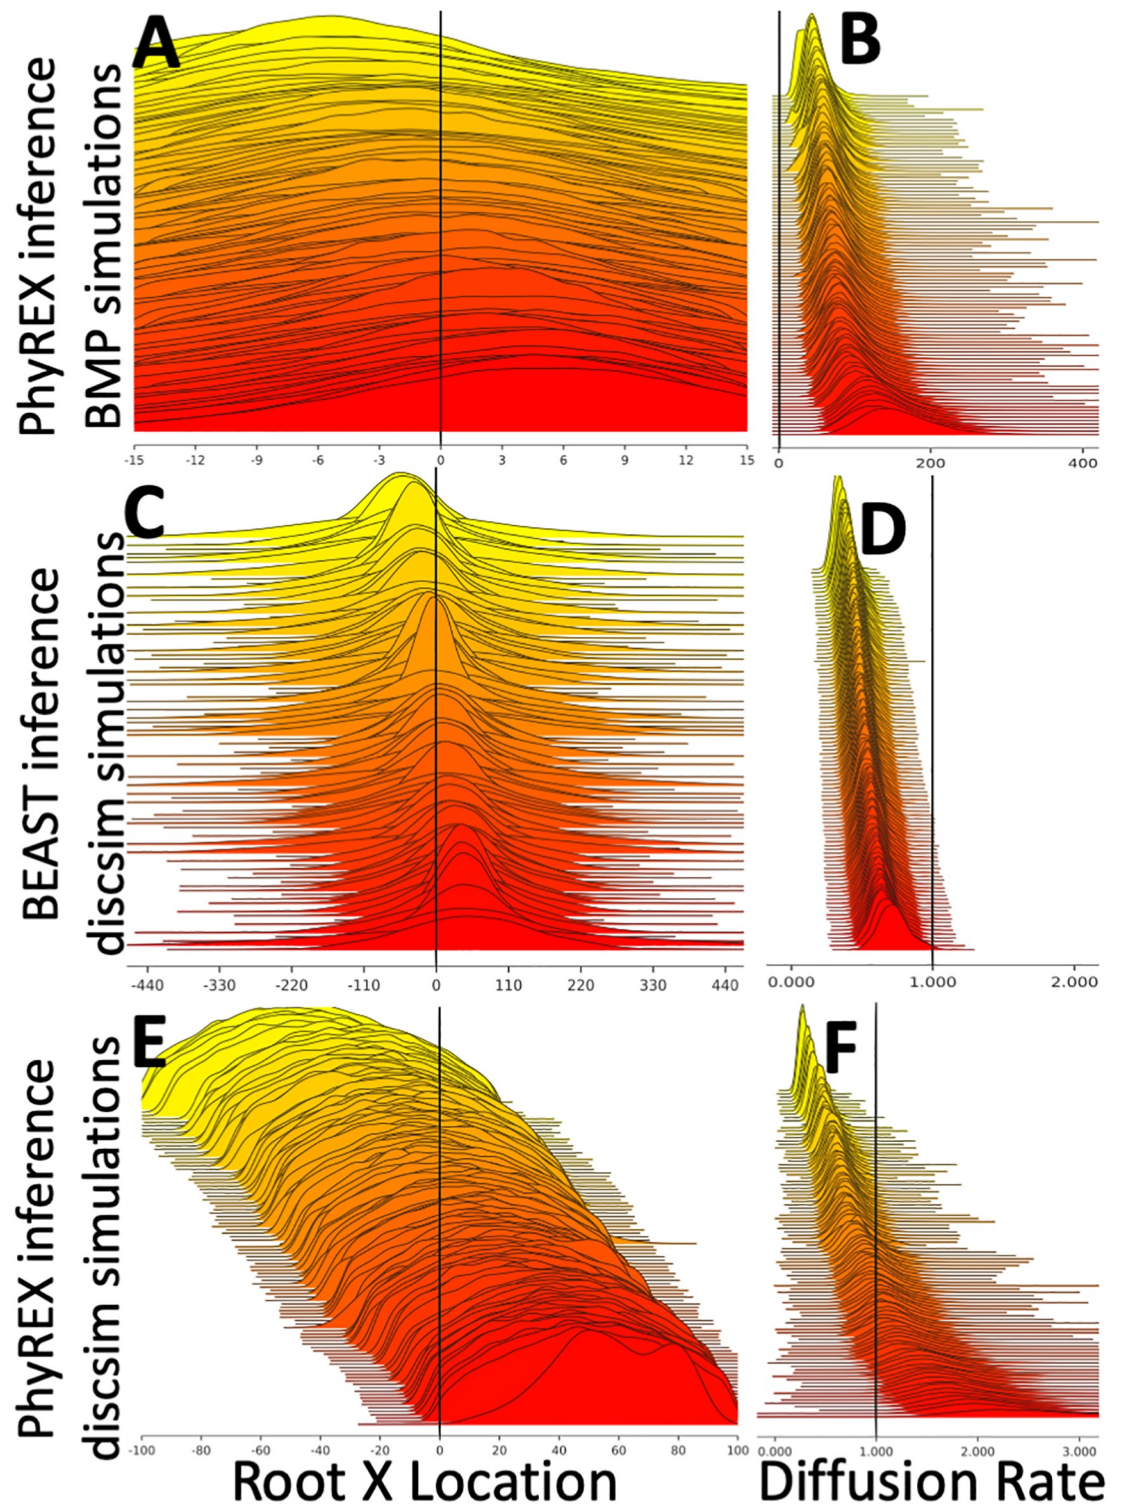 A
B
PhyREX inference
BMP simulations
-15 -12 -9 -6 -3 0 3 6 9 12 15
0 200 400
C
D
BEAST inference
discsim simulations
-440 -330 -220 -110 0 110 220 330 440
0.000 1.000 2.000
E
F
PhyREX inference
discsim simulations
-100 -80 -60 -40 -20 0 20 40 60 80 100
0.000 1.000 2.000 3.000
Root X Location
Diffusion Rate